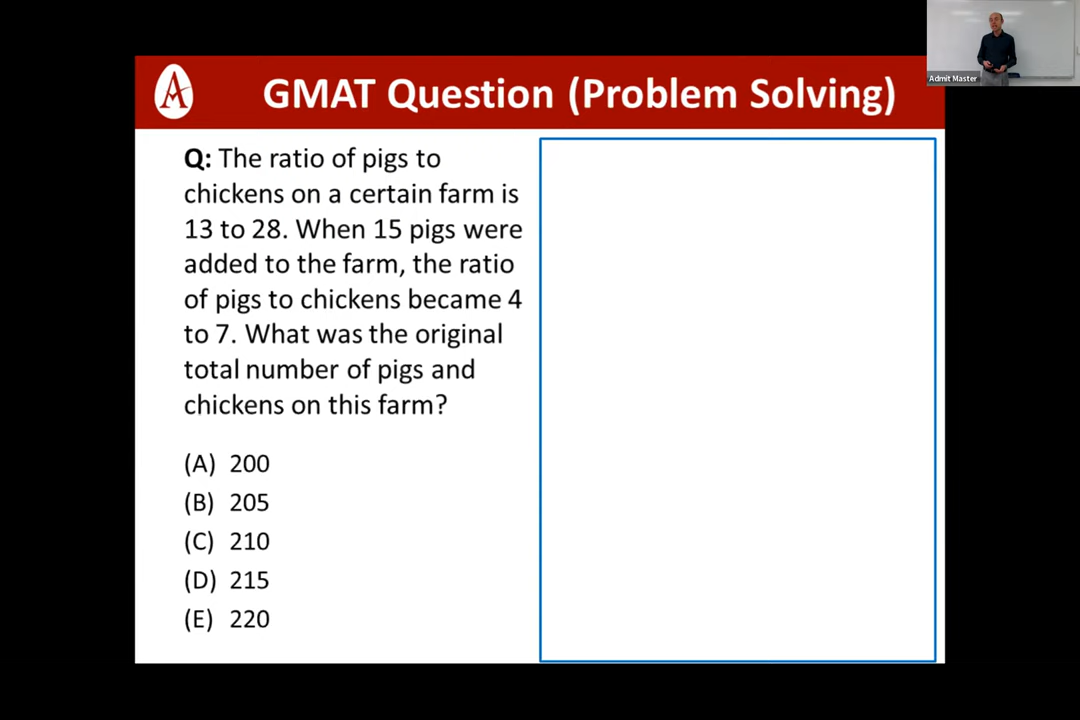 Admit Master
A GMAT Question (Problem Solving)
Q: The ratio of pigs to
chickens on a certain farm is
13 to 28. When 15 pigs were
added to the farm, the ratio
of pigs to chickens became 4
to 7. What was the original
total number of pigs and
chickens on this farm?
(A) 200
(B) 205
(C) 210
(D) 215
(E) 220